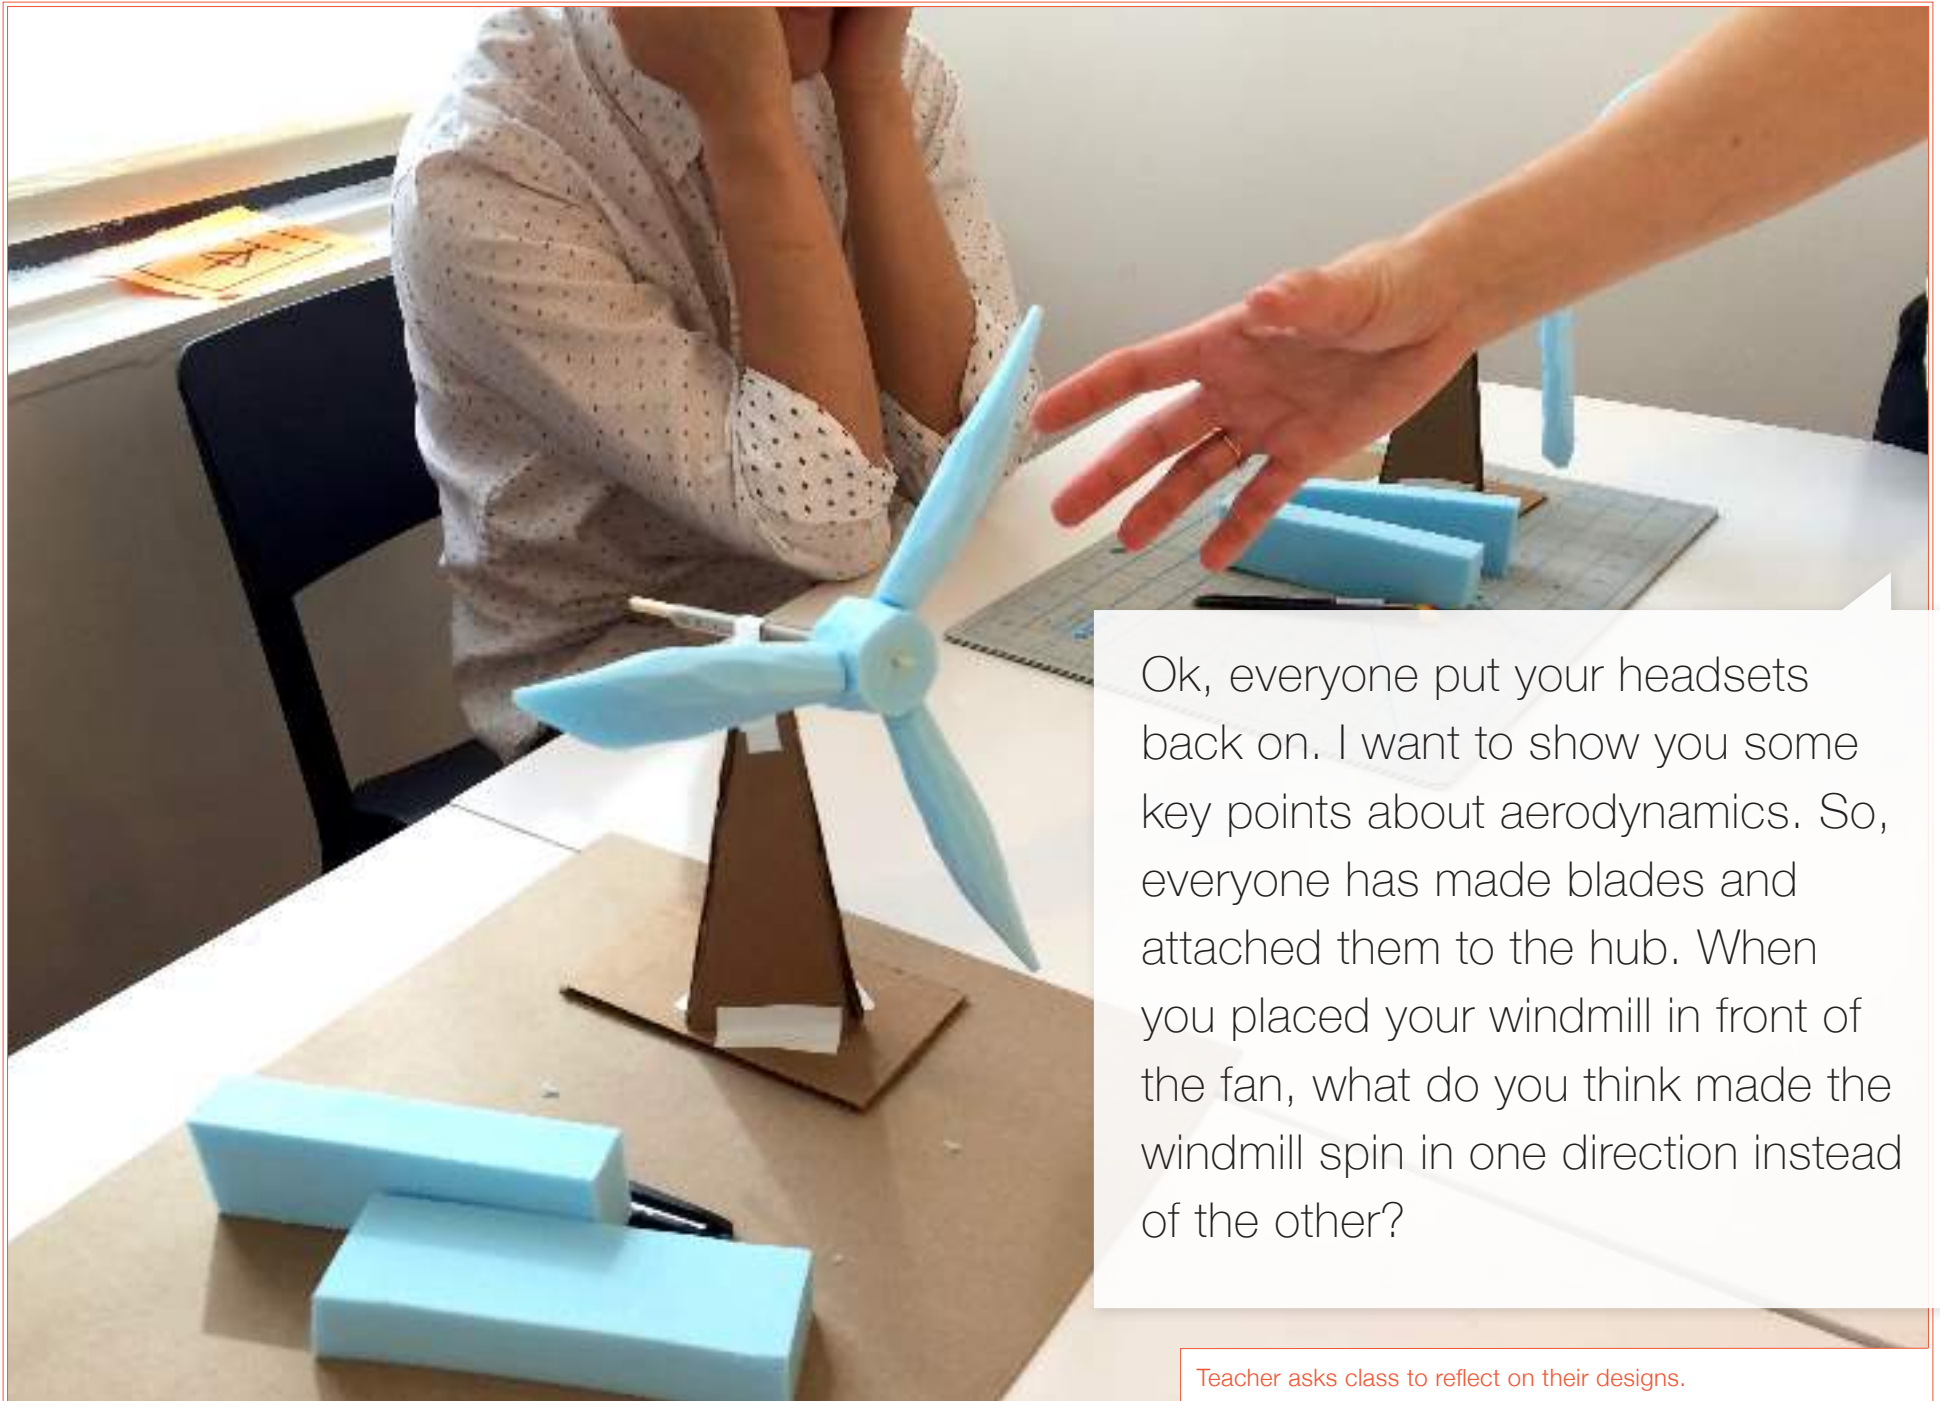 Ok, everyone put your headsets
back on. I want to show you some
key points about aerodynamics. So,
everyone has made blades and
attached them to the hub. When
you placed your windmill in front of
the fan, what do you think made the
windmill spin in one direction instead
of the other?
Teacher asks class to reflect on their designs.